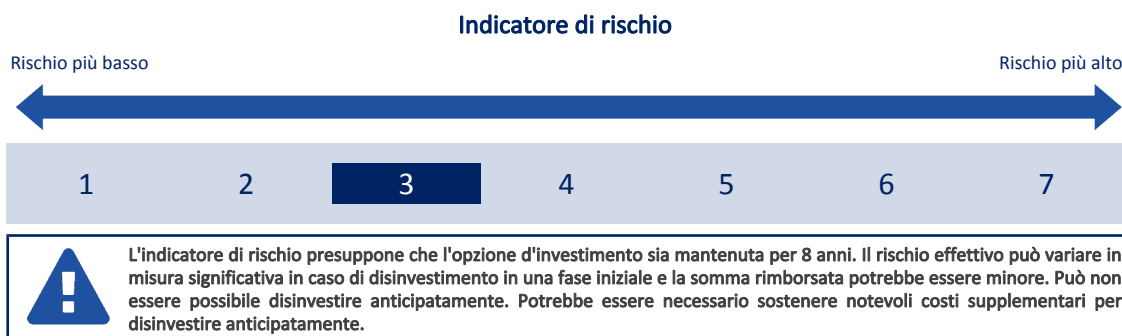 Indicatore di rischio
Rischio più basso Rischio più alto
1 2 3 4 5 6 7
L'indicatore di rischio presuppone che l'opzione d'investimento sia mantenuta per 8 anni. Il rischio effettivo può variare in
misura significativa in caso di disinvestimento in una fase iniziale e la somma rimborsata potrebbe essere minore. Può non
essere possibile disinvestire anticipatamente. Potrebbe essere necessario sostenere notevoli costi supplementari per
disinvestire anticipatamente.